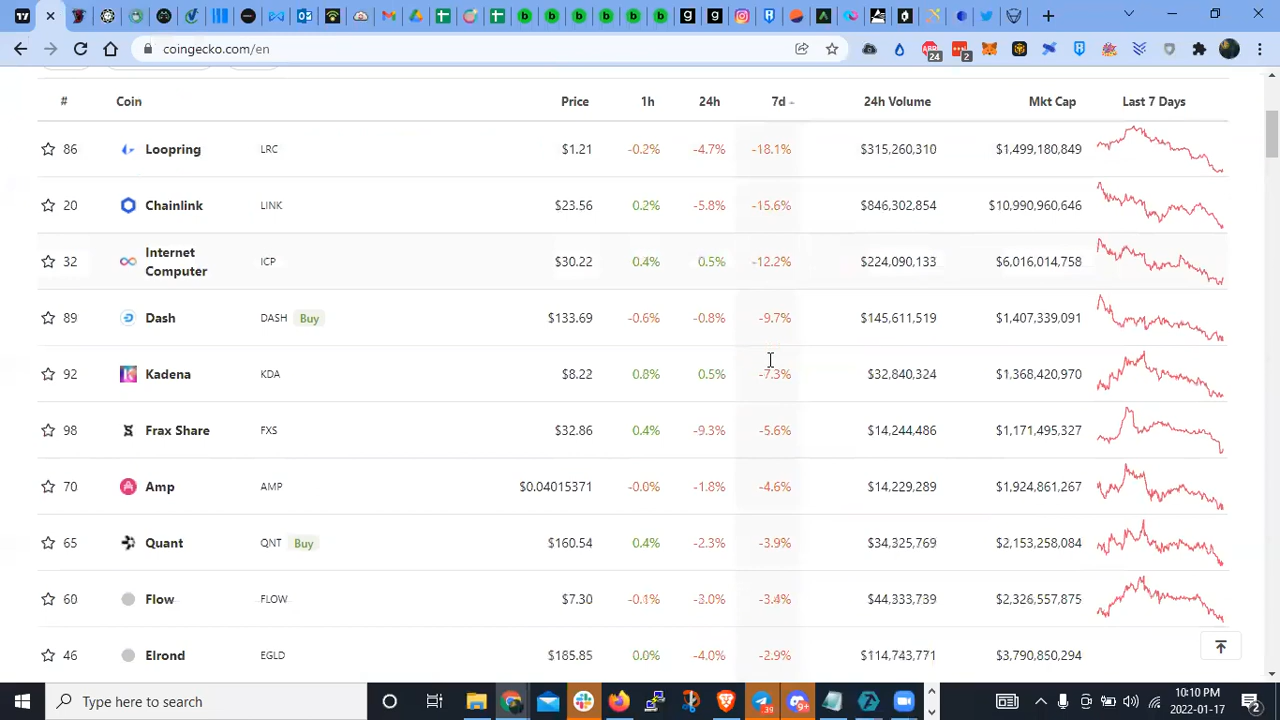 coingecko.com/en
24
2
# Coin Price 1h 24h 7d 24h Volume Mkt Cap Last 7 Days
86 Loopring LRC $1.21 -0.2% -4.7% -18.1% $315,260,310 $1,499,180,849
20 Chainlink LINK $23.56 0.2% -5.8% -15.6% $846,302,854 $10,990,960,646
32 Internet Computer ICP $30.22 0.4% 0.5% -12.2% $224,090,133 $6,016,014,758
89 Dash DASH Buy $133.69 -0.6% -0.8% -9.7% $145,611,519 $1,407,339,091
92 Kadena KDA $8.22 0.8% 0.5% -7.3% $32,840,324 $1,368,420,970
98 Frax Share FXS $32.86 0.4% -9.3% -5.6% $14,244,486 $1,171,495,327
70 Amp AMP $0.04015371 -0.0% -1.8% -4.6% $14,229,289 $1,924,861,267
65 Quant QNT Buy $160.54 0.4% -2.3% -3.9% $34,325,769 $2,153,258,084
60 Flow FLOW $7.30 -0.1% -3.0% -3.4% $44,333,739 $2,326,557,875
46 Elrond EGLD $185.85 0.0% -4.0% -2.9% $114,743,771 $3,790,850,294
Type here to search
39
9+
10:10 PM
2022-01-17
2